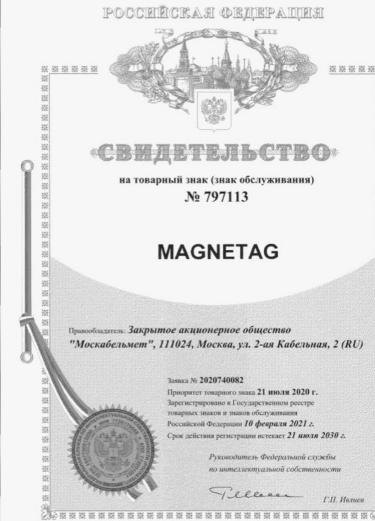 РОССИЙСКАЯ ФЕДЕРАЦИЯ
СВИДЕТЕЛЬСТВО
на товарный знак (знак обслуживания)
№ 797113
MAGNETAG
Правообладатель: Закрытое акционерное общество
"Москабельмет", 111024, Москва, ул. 2-ая Кабельная, 2 (RU)
Заявка № 2020740082
Приоритет товарного знака 21 июля 2020 г.
Зарегистрировано в Государственном реестре
товарных знаков и знаков обслуживания
Российской Федерации 10 февраля 2021 г.
Срок действия регистрации истекает 21 июля 2030 г.
Руководитель Федеральной службы
по интеллектуальной собственности
Г.П. Ивлиев